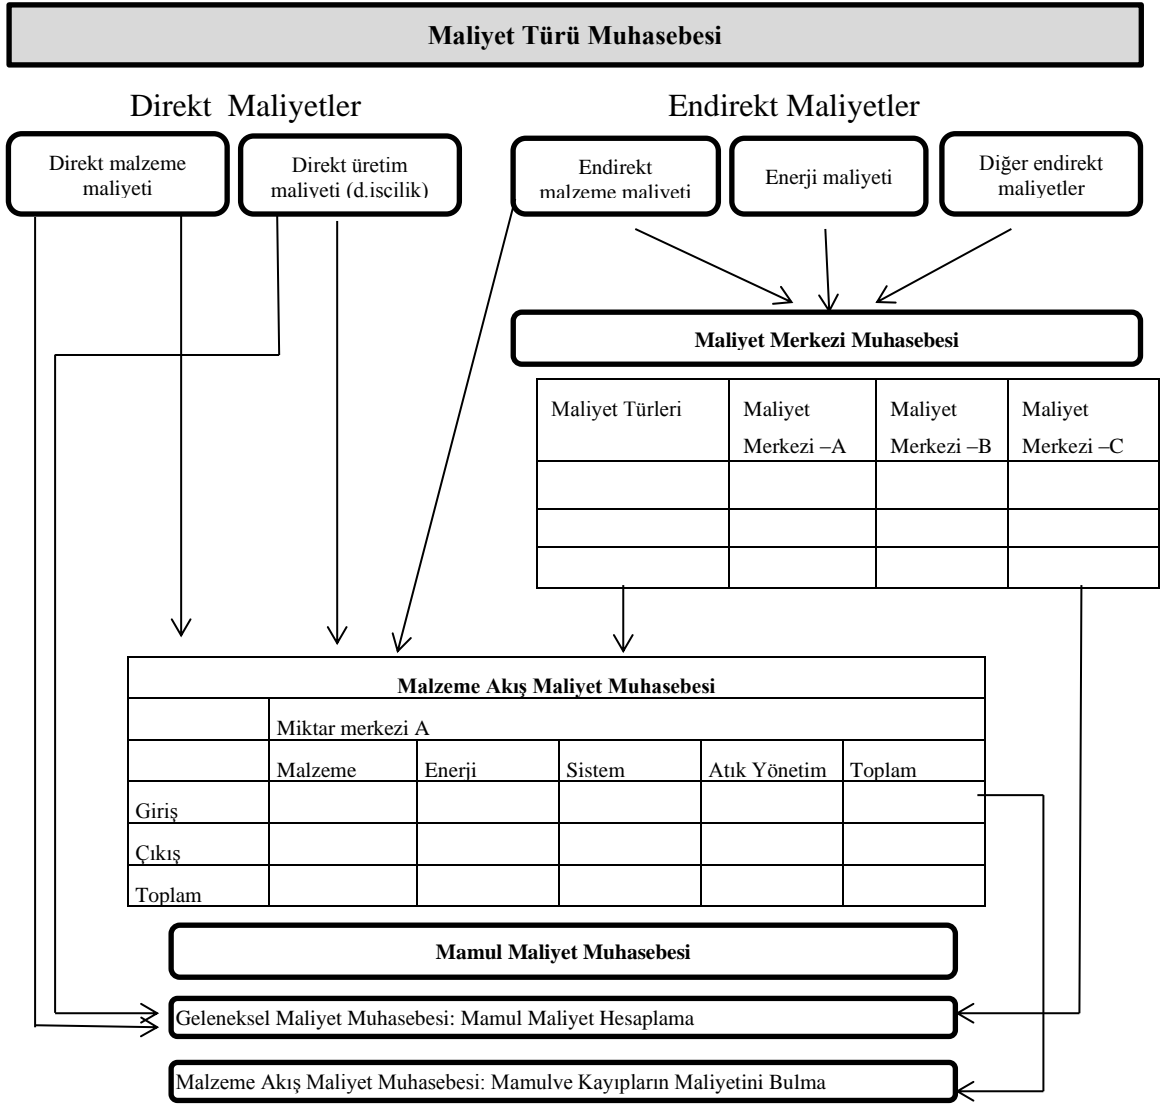 Maliyet Türü Muhasebesi
Direkt Maliyetler
Endirekt Maliyetler
Direkt malzeme
maliyeti
Direkt üretim
maliyeti (d.işçilik)
Endirekt
malzeme maliyeti
Enerji maliyeti
Diğer endirekt
maliyetler
Maliyet Merkezi Muhasebesi
Maliyet Türleri
Maliyet
Merkezi –A
Maliyet
Merkezi –B
Maliyet
Merkezi –C
Malzeme Akış Maliyet Muhasebesi
Miktar merkezi A
Malzeme Enerji Sistem Atık Yönetim Toplam
Giriş
Çıkış
Toplam
Mamul Maliyet Muhasebesi
Geleneksel Maliyet Muhasebesi: Mamul Maliyet Hesaplama
Malzeme Akış Maliyet Muhasebesi: Mamulve Kayıpların Maliyetini Bulma